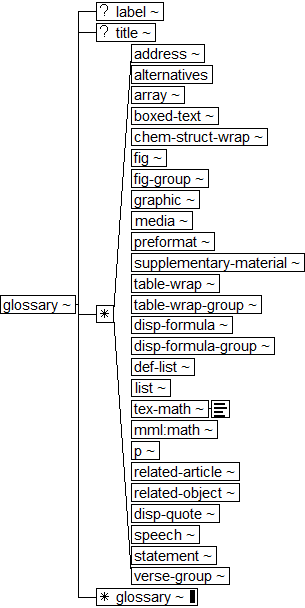 ? label ~
? title ~
address ~
alternatives
array ~
boxed-text ~
chem-struct-wrap ~
fig ~
fig-group ~
graphic ~
media ~
preformat ~
supplementary-material ~
table-wrap ~
glossary ~
table-wrap-group ~
*
disp-formula ~
disp-formula-group ~
def-list ~
list ~
tex-math ~
mml:math ~
p ~
related-article ~
related-object ~
disp-quote ~
speech ~
statement ~
verse-group ~
* glossary ~